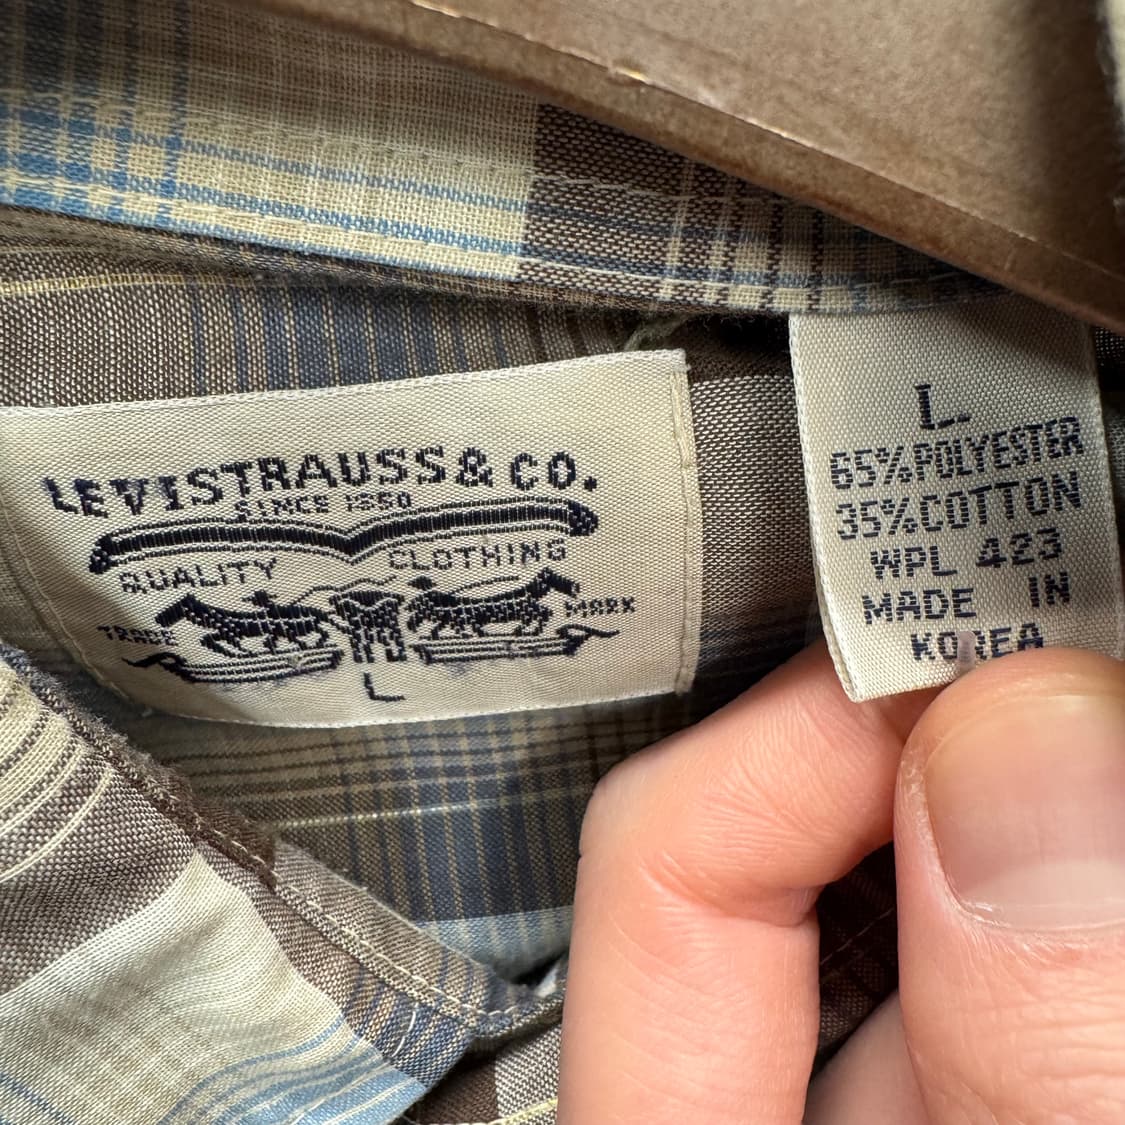 LEVI STRAUSS & CO.
SINCE 1850
QUALITY CLOTHING
TRADE MARK
L
L.
65% POLYESTER
35% COTTON
WPL 423
MADE IN
KOREA